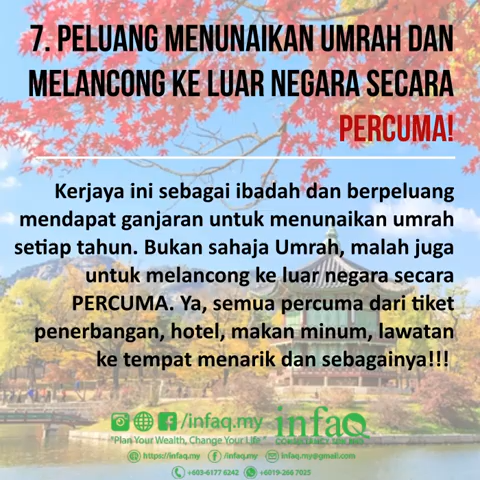 7. PELUANG MENUNAIKAN UMRAH DAN
MELANCONG KE LUAR NEGARA SECARA
PERCUMA!
Kerjaya ini sebagai ibadah dan berpeluang
mendapat ganjaran untuk menunaikan umrah
setiap tahun. Bukan sahaja Umrah, malah juga
untuk melancong ke luar negara secara
PERCUMA. Ya, semua percuma dari tiket
penerbangan, hotel, makan minum, lawatan
ke tempat menarik dan sebagainya!!!
/infaq.my infaQ
"Plan Your Wealth, Change Your Life" CONSULTANCY SDN BHD
https://infaq.my /infaq.my infaq.my@gmail.com
+603-6177 6242 +6019-266 7025